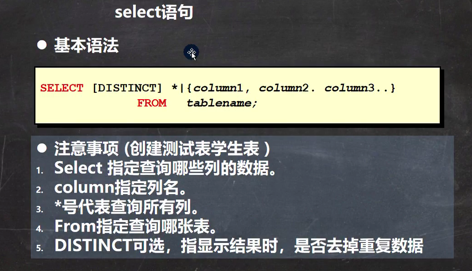 select语句
● 基本语法
SELECT [DISTINCT] *|{column1, column2. column3..}
FROM tablename;
● 注意事项 (创建测试表学生表 )
1. Select 指定查询哪些列的数据。
2. column指定列名。
3. *号代表查询所有列。
4. From指定查询哪张表。
5. DISTINCT可选，指显示结果时，是否去掉重复数据